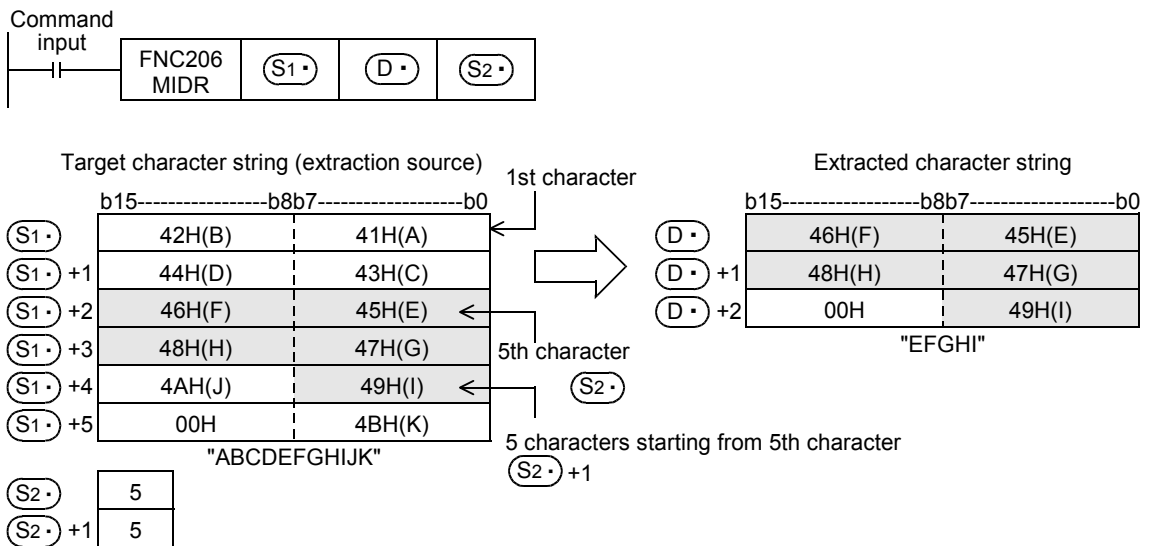 Command
input
FNC206
MIDR
S1・
D・
S2・
Target character string (extraction source)
1st character
Extracted character string
b15-----------------b8b7-------------------b0
b15-----------------b8b7-------------------b0
S1・ 42H(B) 41H(A)
D・ 46H(F) 45H(E)
S1・ +1 44H(D) 43H(C)
D・ +1 48H(H) 47H(G)
S1・ +2 46H(F) 45H(E)
D・ +2 00H 49H(I)
"EFGHI"
S1・ +3 48H(H) 47H(G)
5th character
S2・
S1・ +4 4AH(J) 49H(I)
S1・ +5 00H 4BH(K)
5 characters starting from 5th character
S2・ +1
"ABCDEFGHIJK"
S2・ 5
S2・ +1 5